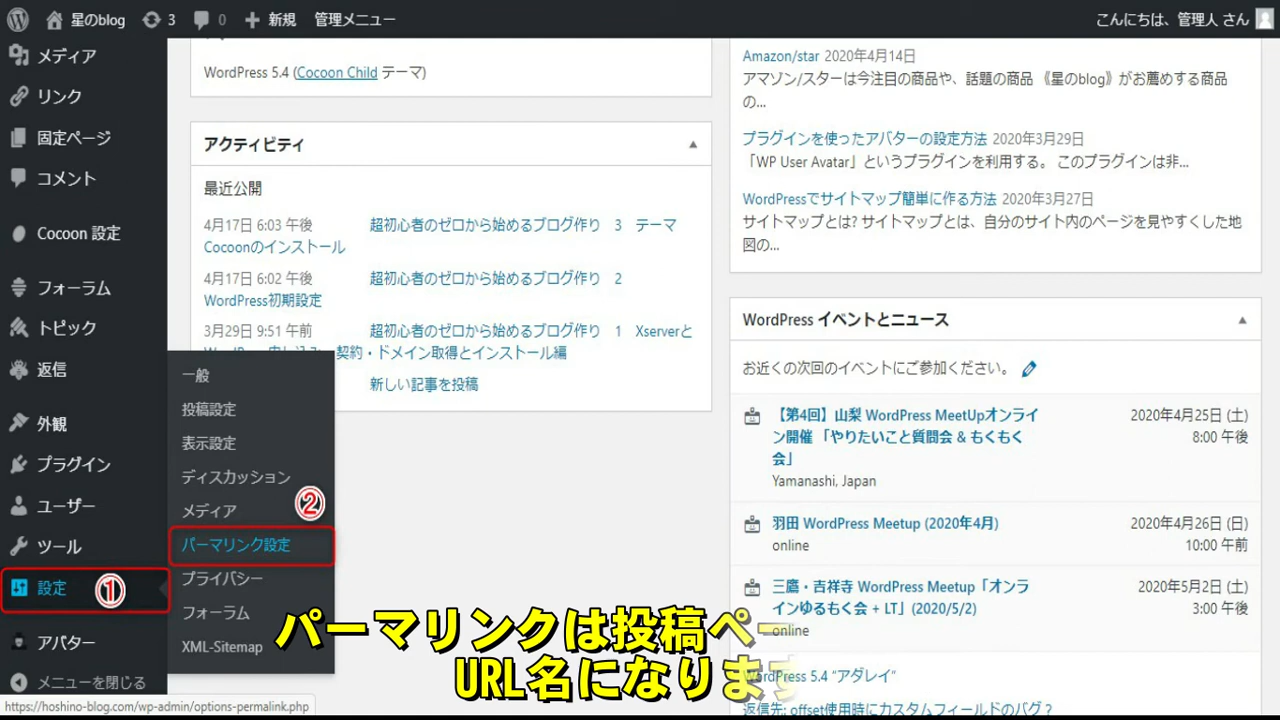 星のblog 3 0 新規 管理メニュー こんにちは、管理人 さん
メディア
リンク
固定ページ
コメント
Cocoon 設定
フォーラム
トピック
返信
外観
プラグイン
ユーザー
ツール
設定 ①
アバター
メニューを閉じる
WordPress 5.4 (Cocoon Child テーマ)
アクティビティ
最近公開
4月17日 6:03 午後 超初心者のゼロから始めるブログ作り 3 テーマ
Cocoonのインストール
4月17日 6:02 午後 超初心者のゼロから始めるブログ作り 2
WordPress初期設定
3月29日 9:51 午前 超初心者のゼロから始めるブログ作り 1 Xserverと
契約・ドメイン取得とインストール編
新しい記事を投稿
一般
投稿設定
表示設定
ディスカッション
メディア ②
パーマリンク設定
プライバシー
フォーラム
XML-Sitemap
Amazon/star 2020年4月14日
アマゾン/スターは今注目の商品や、話題の商品 《星のblog》がお薦めする商品
の...
プラグインを使ったアバターの設定方法 2020年3月29日
「WP User Avatar」というプラグインを利用する。 このプラグインは非...
WordPressでサイトマップ簡単に作る方法 2020年3月27日
サイトマップとは? サイトマップとは、自分のサイト内のページを見やすくした地
図の...
WordPress イベントとニュース
お近くの次回のイベントにご参加ください。
【第4回】山梨 WordPress MeetUpオンライ 2020年4月25日 (土)
ン開催 「やりたいこと質問会 & もくもく 8:00 午後
会」
Yamanashi, Japan
羽田 WordPress Meetup (2020年4月) 2020年4月26日 (日)
online 10:00 午前
三鷹・吉祥寺 WordPress Meetup「オンラ 2020年5月2日 (土)
インゆるもく会 + LT」(2020/5/2) 3:00 午後
online
WordPress 5.4 “アダレイ”
返信先: offset使用時にカスタムフィールドのバグ？
パーマリンクは投稿ペー
URL名になります
https://hoshino-blog.com/wp-admin/options-permalink.php